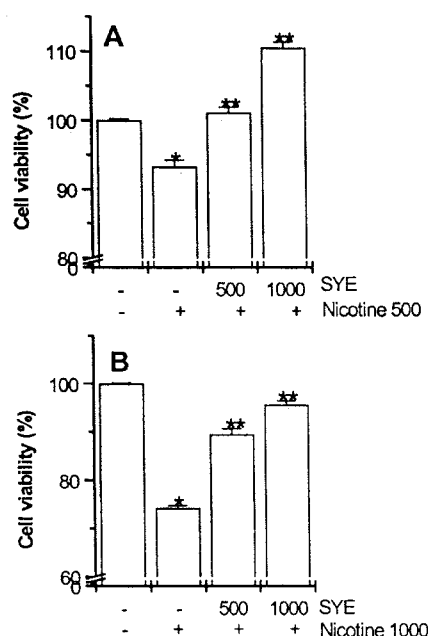 A
Cell viability (%)
110
100
90
80
0
★
★★
★★
- - 500 1000 SYE
- + + + Nicotine 500
B
Cell viability (%)
100
80
60
0
★
★★
★★
- - 500 1000 SYE
- + + + Nicotine 1000